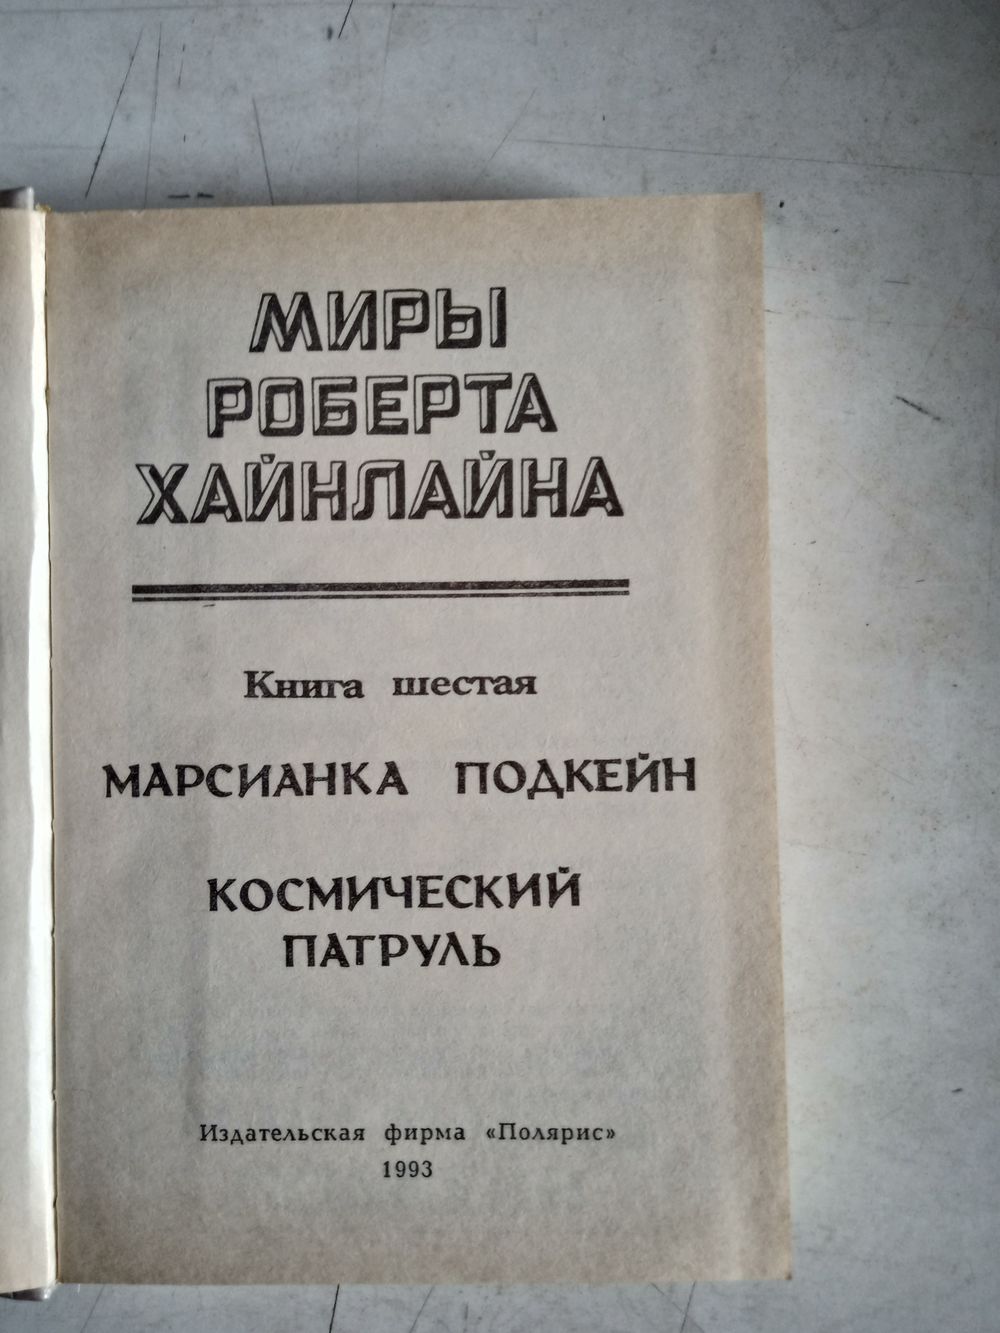 МИРЫ
РОБЕРТА
ХАЙНЛАЙНА
Книга шестая
МАРСИАНКА ПОДКЕЙН
КОСМИЧЕСКИЙ
ПАТРУЛЬ
Издательская фирма «Полярис»
1993